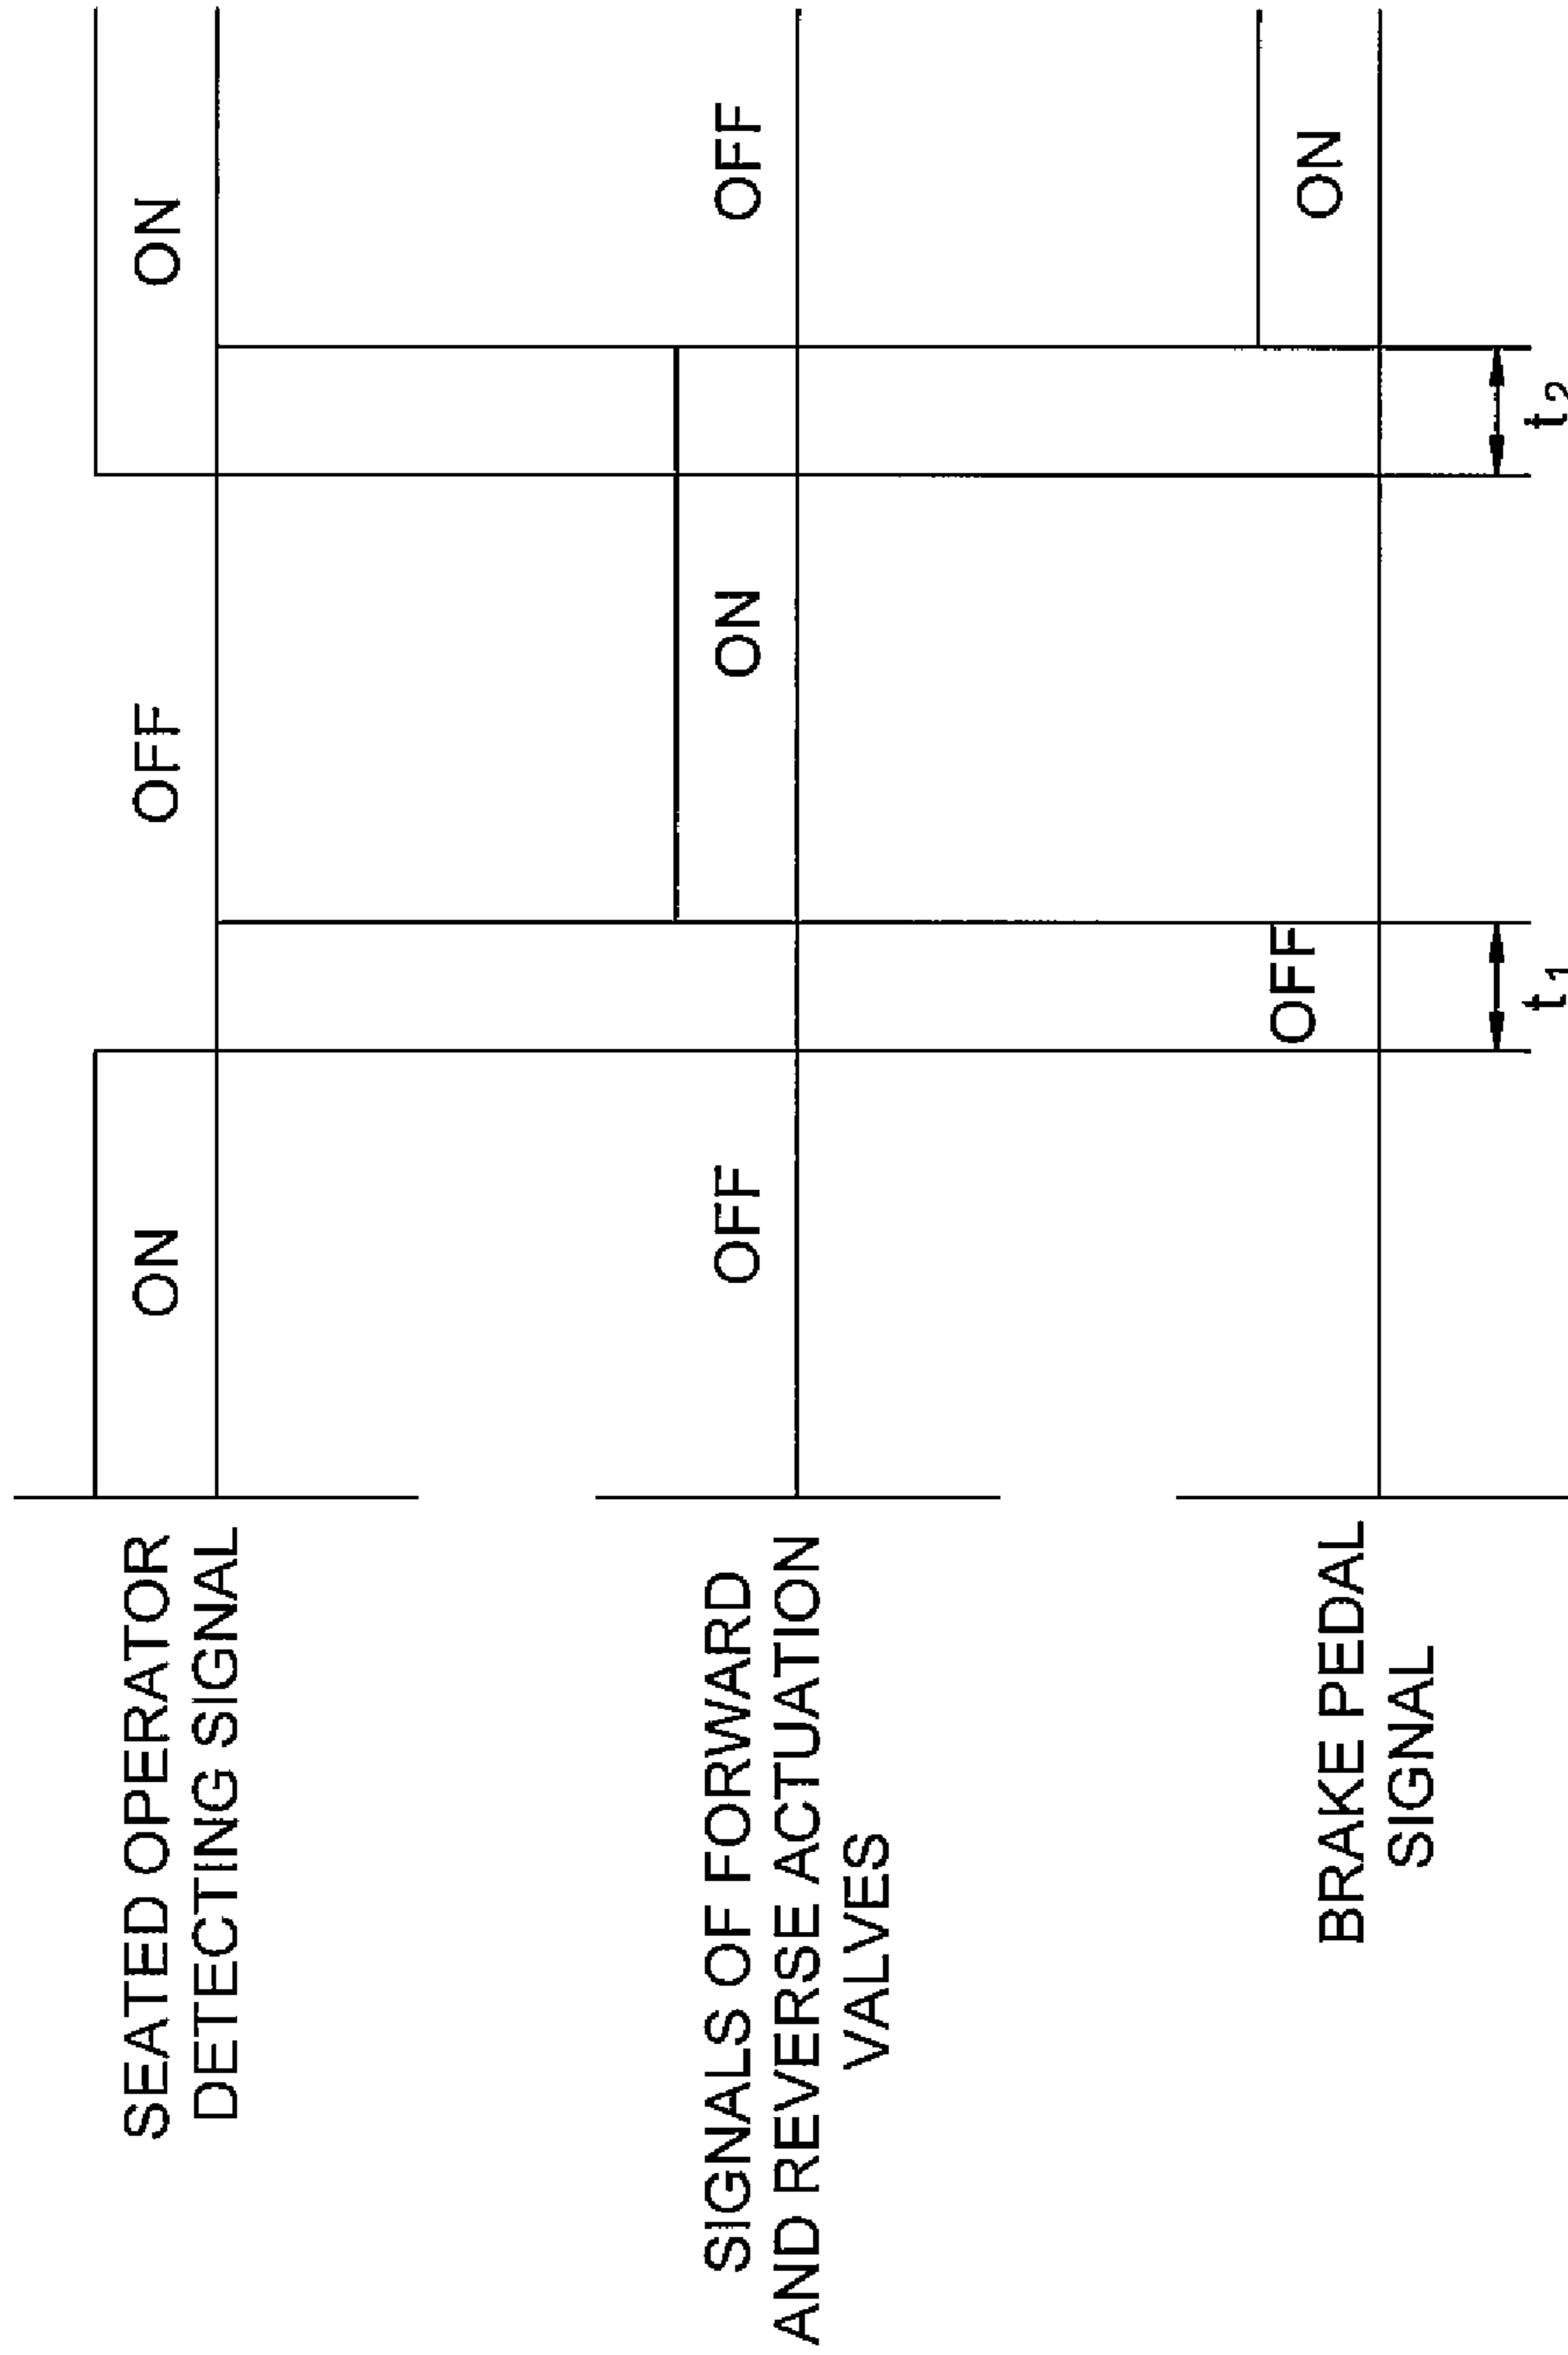 SEATED OPERATOR
DETECTING SIGNAL
ON
OFF
ON
SIGNALS OF FORWARD
AND REVERSE ACTUATION
VALVES
OFF
ON
OFF
BRAKE PEDAL
SIGNAL
OFF
ON
t1
t2